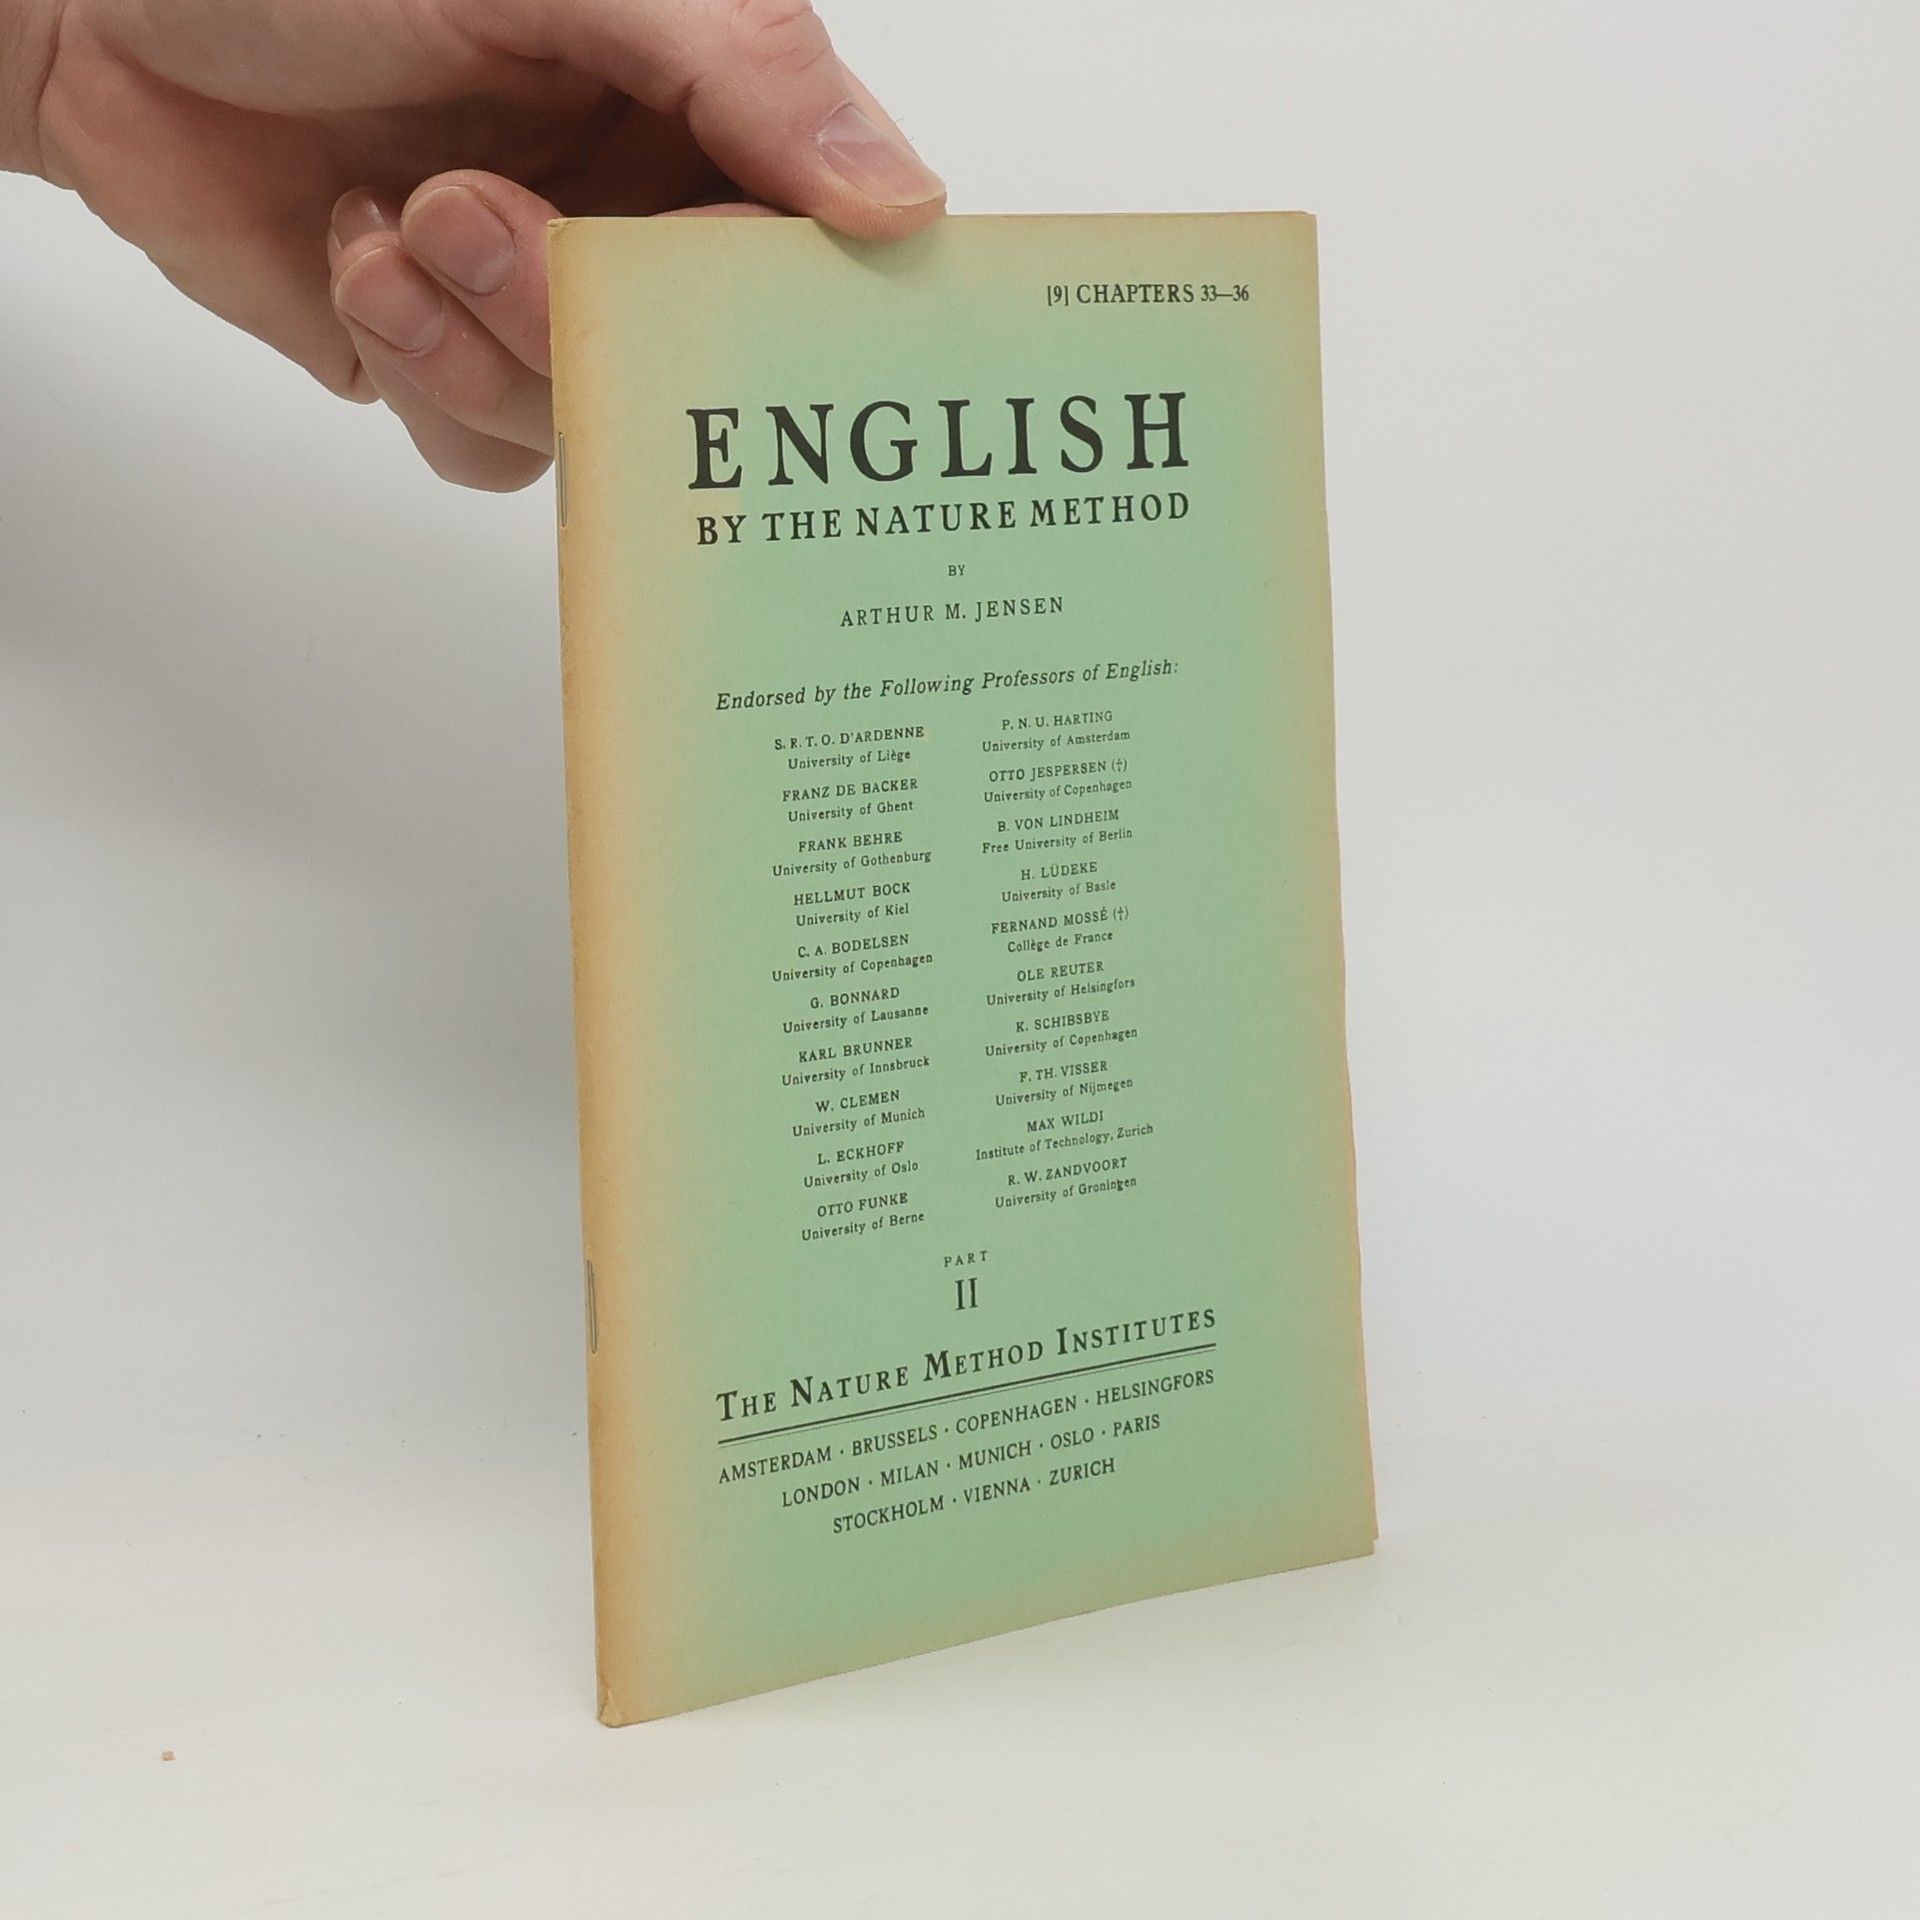 [9] CHAPTERS 33—36
ENGLISH
BY THE NATURE METHOD
BY
ARTHUR M. JENSEN
Endorsed by the Following Professors of English:
S. R. T. O. D'ARDENNE
University of Liège
FRANZ DE BACKER
University of Ghent
FRANK BEHRE
University of Gothenburg
HELLMUT BOCK
University of Kiel
C. A. BODELSEN
University of Copenhagen
G. BONNARD
University of Lausanne
KARL BRUNNER
University of Innsbruck
W. CLEMEN
University of Munich
L. ECKHOFF
University of Oslo
OTTO FUNKE
University of Berne
P. N. U. HARTING
University of Amsterdam
OTTO JESPERSEN (†)
University of Copenhagen
B. VON LINDHEIM
Free University of Berlin
H. LÜDEKE
University of Basle
FERNAND MOSSÉ (†)
Collège de France
OLE REUTER
University of Helsingfors
K. SCHIBSBYE
University of Copenhagen
F. TH. VISSER
University of Nijmegen
MAX WILDI
Institute of Technology, Zurich
R. W. ZANDVOORT
University of Groningen
PART
II
THE NATURE METHOD INSTITUTES
AMSTERDAM · BRUSSELS · COPENHAGEN · HELSINGFORS
LONDON · MILAN · MUNICH · OSLO · PARIS
STOCKHOLM · VIENNA · ZURICH